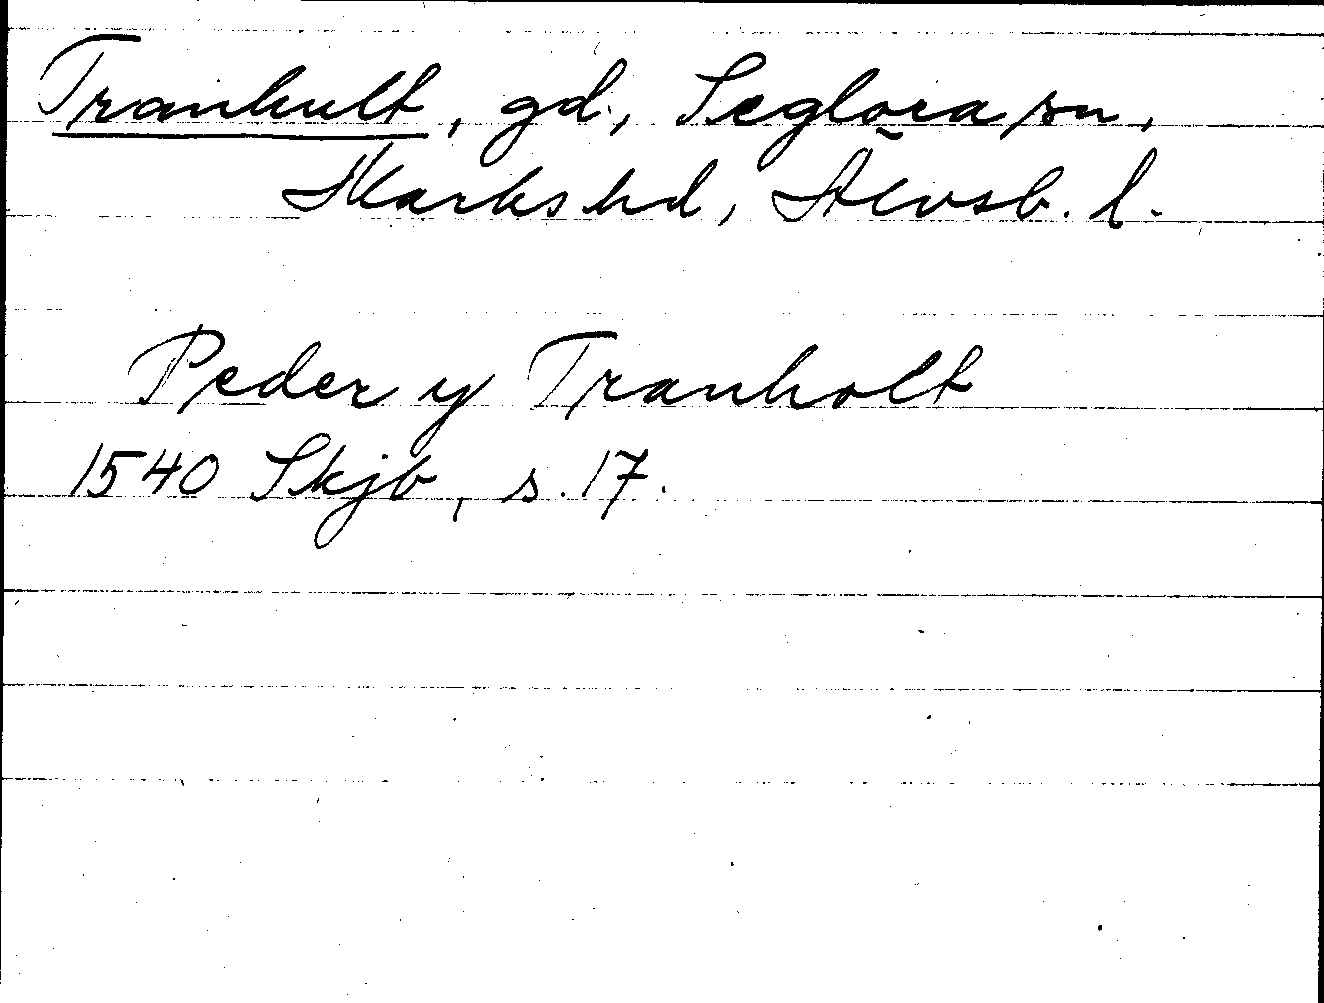 Tranhult, gd, Seglora sn,
Marks hd, Älvsb. l.
Peder y Tranholt
1540 Skjb, s. 17.